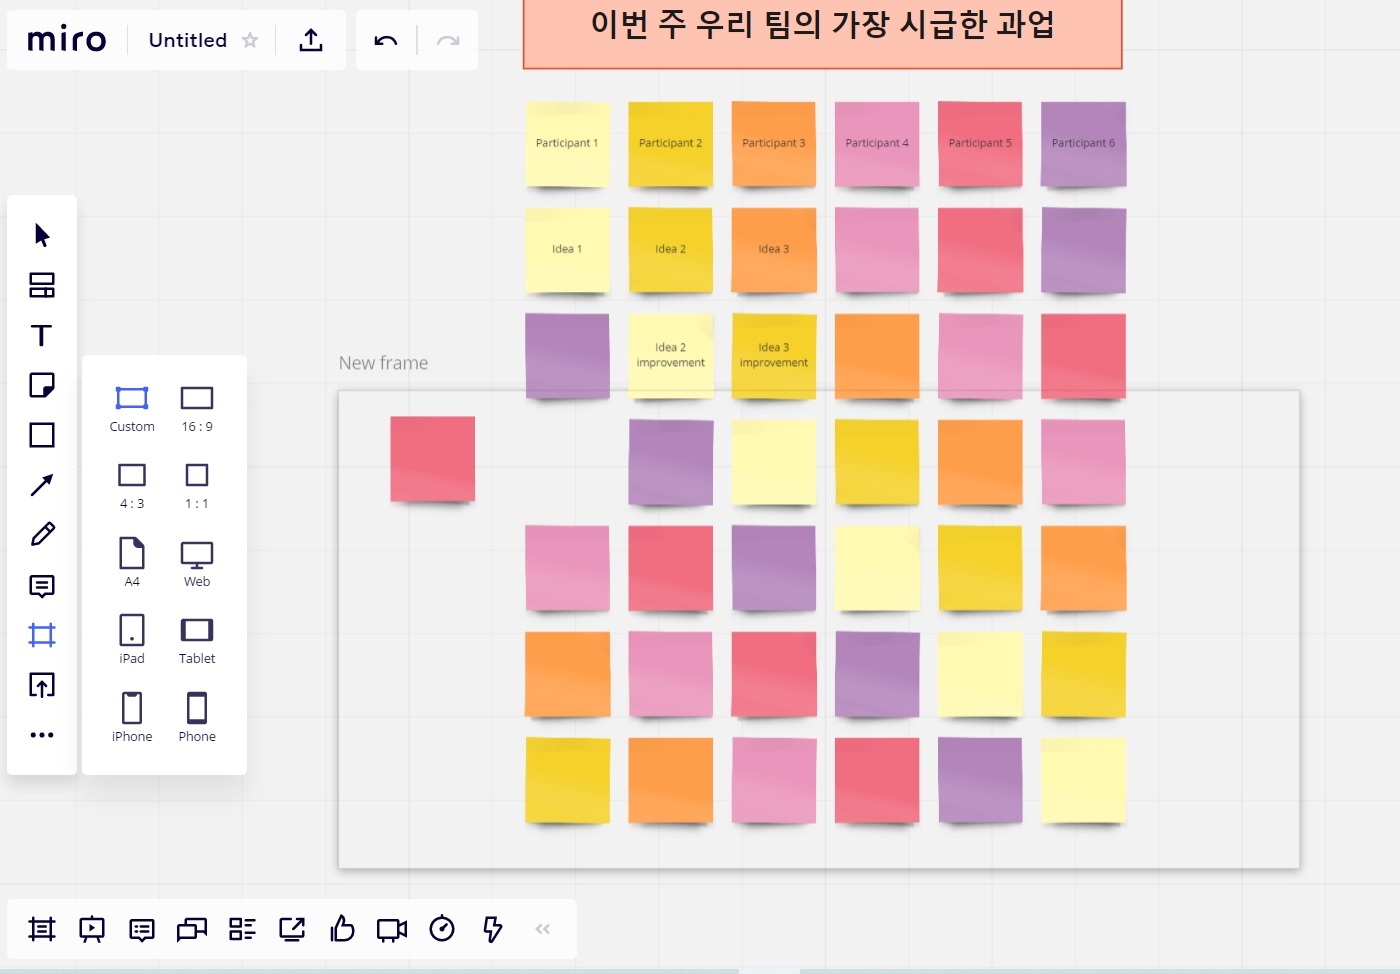 miro
Untitled
이번 주 우리 팀의 가장 시급한 과업
Participant 1
Participant 2
Participant 3
Participant 4
Participant 5
Participant 6
Idea 1
Idea 2
Idea 3
Idea 2
improvement
Idea 3
improvement
New frame
Custom
16 : 9
4 : 3
1 : 1
A4
Web
iPad
Tablet
iPhone
Phone